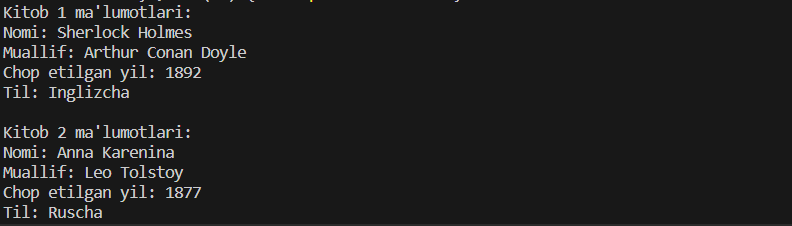 Kitob 1 ma'lumotlari:
Nomi: Sherlock Holmes
Muallif: Arthur Conan Doyle
Chop etilgan yil: 1892
Til: Inglizcha
Kitob 2 ma'lumotlari:
Nomi: Anna Karenina
Muallif: Leo Tolstoy
Chop etilgan yil: 1877
Til: Ruscha